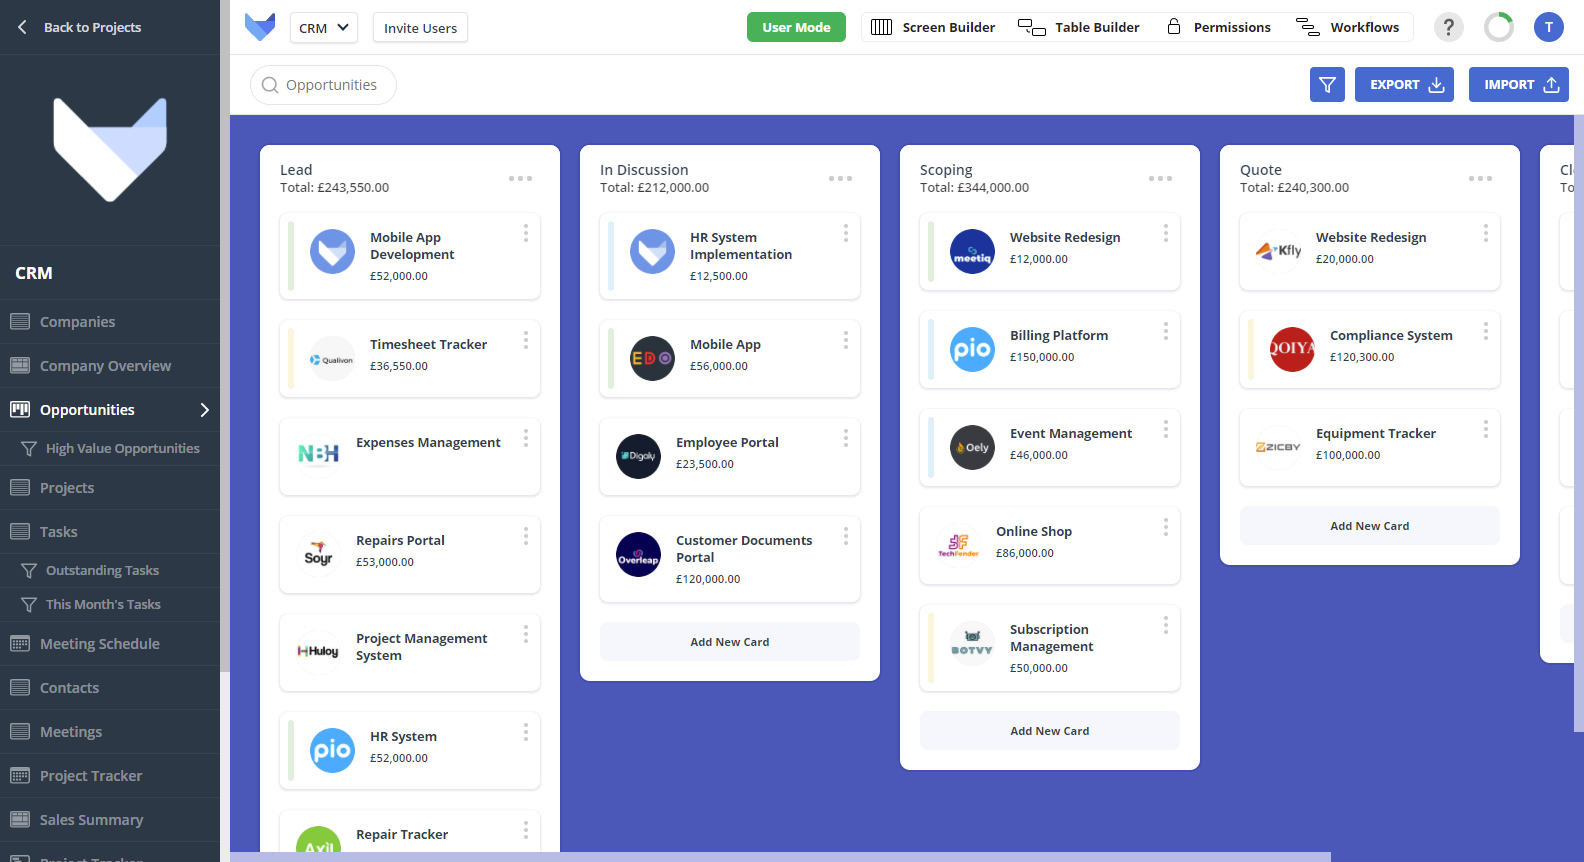 Back to Projects
CRM
Companies
Company Overview
Opportunities
High Value Opportunities
Projects
Tasks
Outstanding Tasks
This Month's Tasks
Meeting Schedule
Contacts
Meetings
Project Tracker
Sales Summary
Project Tracker
CRM
Invite Users
User Mode
Screen Builder
Table Builder
Permissions
Workflows
?
T
Opportunities
EXPORT
IMPORT
Lead
Total: £243,550.00
Mobile App
Development
£52,000.00
Qualivon
Timesheet Tracker
£36,550.00
NBH
Expenses Management
Soyr
Repairs Portal
£53,000.00
Huloy
Project Management
System
pio
HR System
£52,000.00
Axil
Repair Tracker
In Discussion
Total: £212,000.00
HR System
Implementation
£12,500.00
EDO
Mobile App
£56,000.00
Digaly
Employee Portal
£23,500.00
Overleap
Customer Documents
Portal
£120,000.00
Add New Card
Scoping
Total: £344,000.00
meetiq
Website Redesign
£12,000.00
pio
Billing Platform
£150,000.00
Oely
Event Management
£46,000.00
TechFender
Online Shop
£86,000.00
BOTVY
Subscription
Management
£50,000.00
Add New Card
Quote
Total: £240,300.00
Kfly
Website Redesign
£20,000.00
QOIYA
Compliance System
£120,300.00
ZICBY
Equipment Tracker
£100,000.00
Add New Card
Cl
To